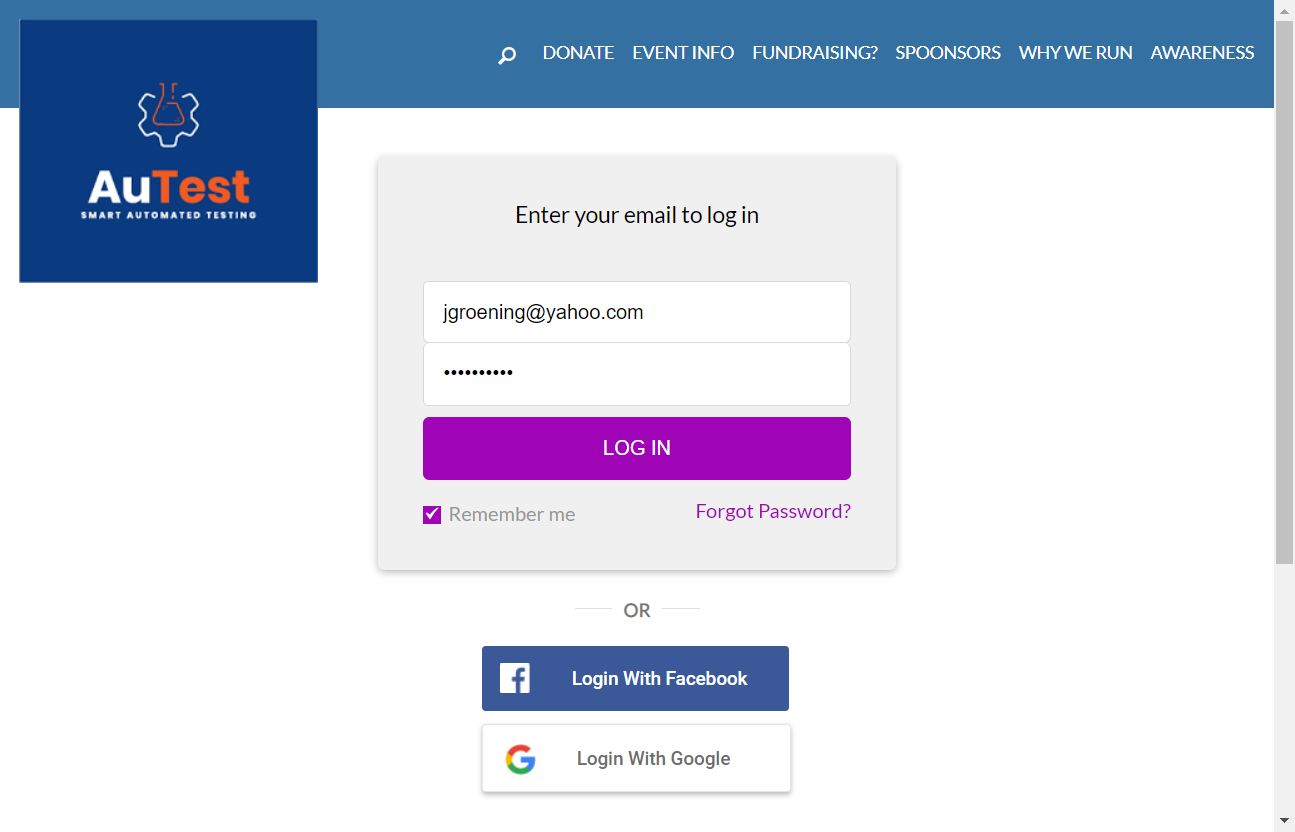 DONATE EVENT INFO FUNDRAISING? SPOONSORS WHY WE RUN AWARENESS
AuTest
SMART AUTOMATED TESTING
Enter your email to log in
jgroening@yahoo.com
••••••••••
LOG IN
Remember me
Forgot Password?
OR
Login With Facebook
Login With Google